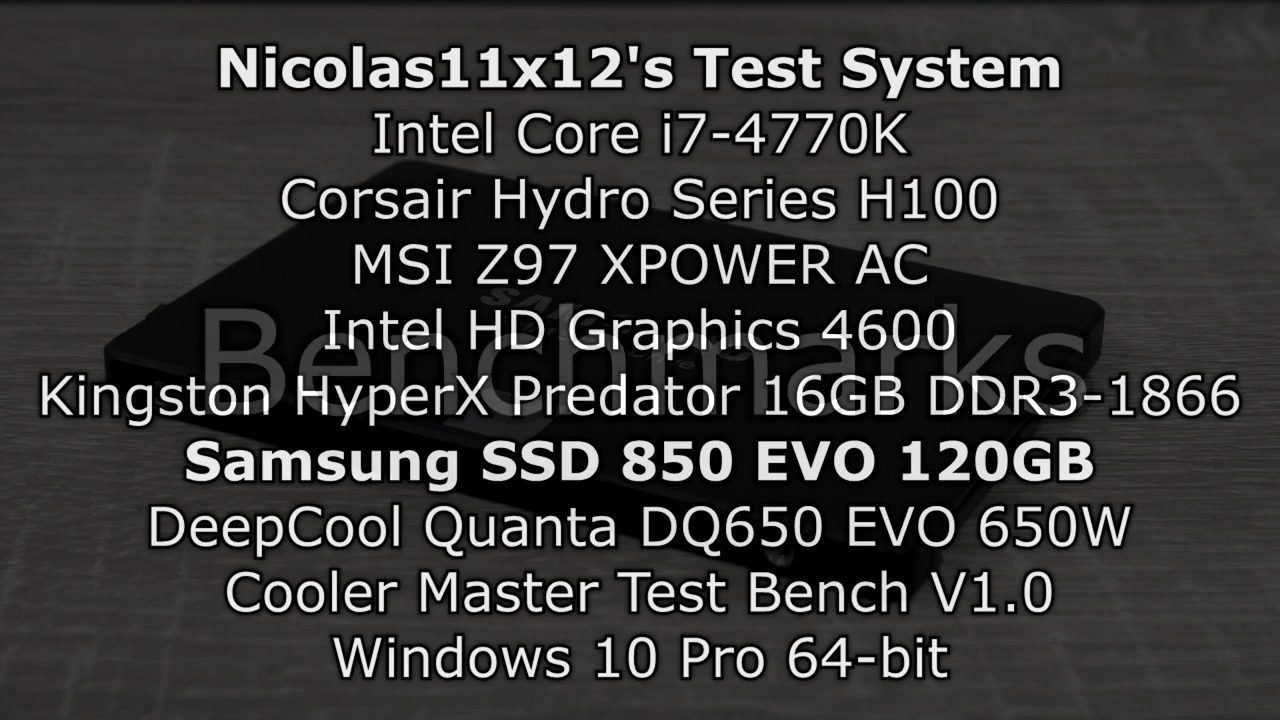 Nicolas11x12's Test System
Intel Core i7-4770K
Corsair Hydro Series H100
MSI Z97 XPOWER AC
Intel HD Graphics 4600
Benchmarks
Kingston HyperX Predator 16GB DDR3-1866
Samsung SSD 850 EVO 120GB
DeepCool Quanta DQ650 EVO 650W
Cooler Master Test Bench V1.0
Windows 10 Pro 64-bit